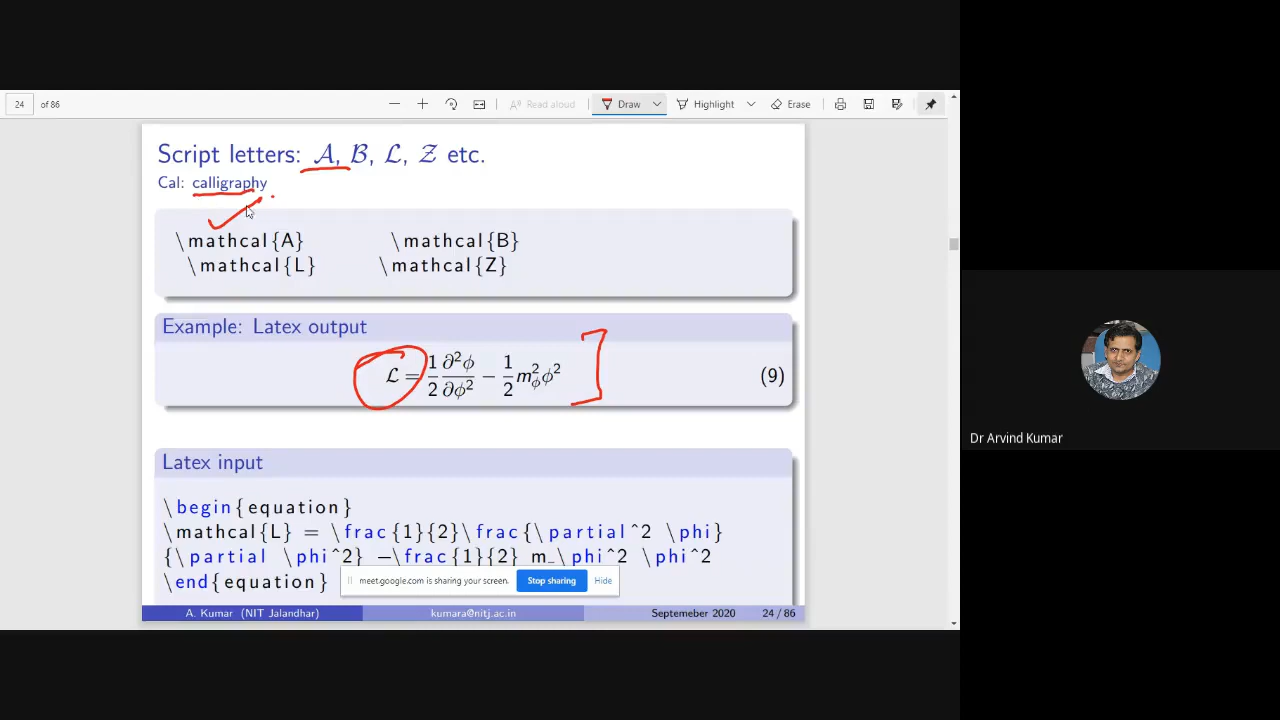 24 of 86 Read aloud Draw Highlight Erase
Script letters: 𝒜, ℬ, ℒ, 𝒵 etc.
Cal: calligraphy
\mathcal{A} \mathcal{B}
\mathcal{L} \mathcal{Z}
Example: Latex output
ℒ = 1/2 ∂²ϕ/∂ϕ² − 1/2 m²_ϕ ϕ² (9)
Latex input
\begin{equation}
\mathcal{L} = \frac{1}{2}\frac{\partial^2 \phi}
{\partial \phi^2} −\frac{1}{2} m_\phi^2 \phi^2
\end{equation}
meet.google.com is sharing your screen. Stop sharing Hide
A. Kumar (NIT Jalandhar) kumara@nitj.ac.in Septemeber 2020 24 / 86
Dr Arvind Kumar